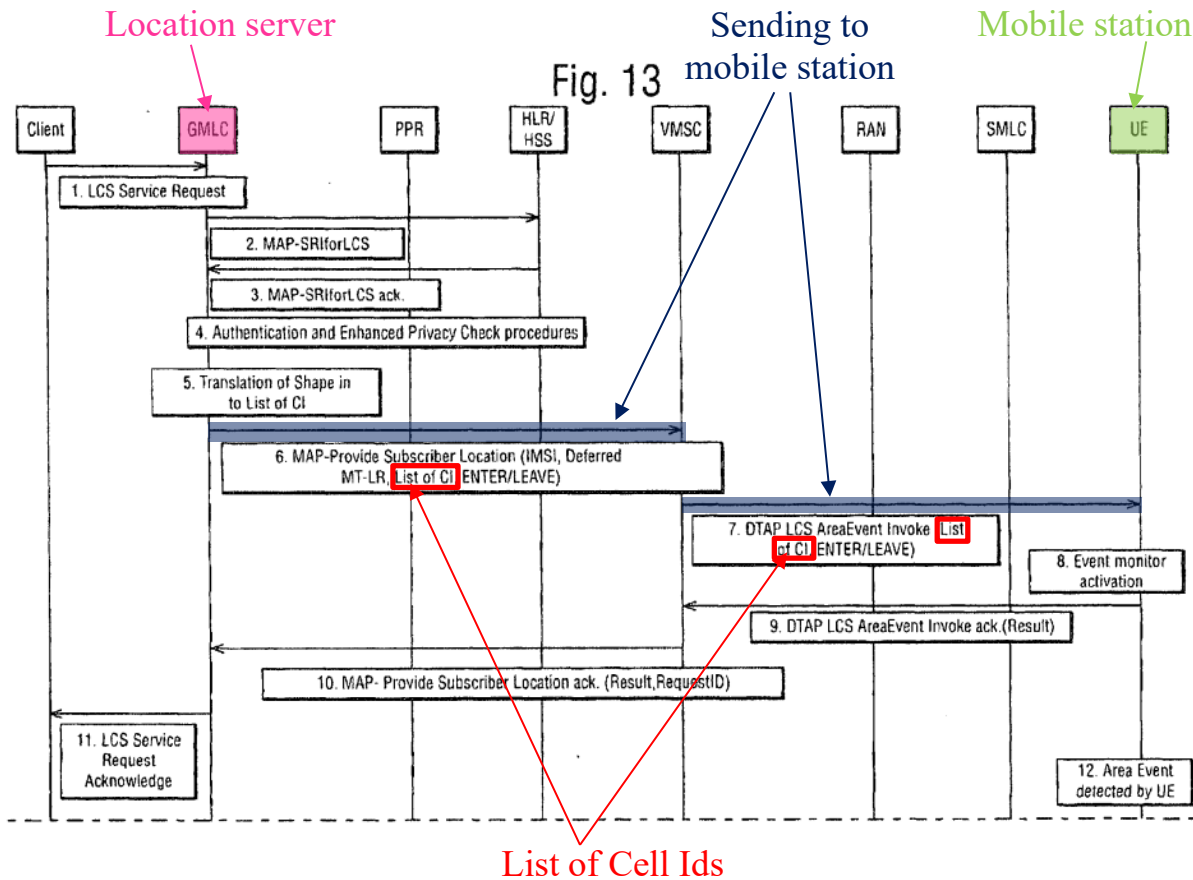 Location server
Sending to
mobile station
Mobile station
Fig. 13
Client
GMLC
PPR
HLR/
HSS
VMSC
RAN
SMLC
UE
1. LCS Service Request
2. MAP-SRIforLCS
3. MAP-SRIforLCS ack.
4. Authentication and Enhanced Privacy Check procedures
5. Translation of Shape in
to List of CI
6. MAP-Provide Subscriber Location (IMSI, Deferred
MT-LR, List of CI, ENTER/LEAVE)
7. DTAP LCS AreaEvent Invoke (List
of CI, ENTER/LEAVE)
8. Event monitor
activation
9. DTAP LCS AreaEvent Invoke ack.(Result)
10. MAP- Provide Subscriber Location ack. (Result,RequestID)
11. LCS Service
Request
Acknowledge
12. Area Event
detected by UE
List of Cell Ids